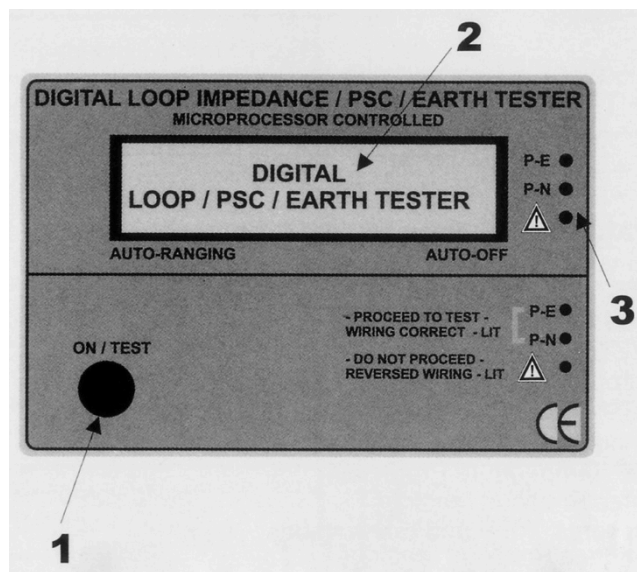 2
DIGITAL LOOP IMPEDANCE / PSC / EARTH TESTER
MICROPROCESSOR CONTROLLED
DIGITAL
LOOP / PSC / EARTH TESTER
P-E
P-N
AUTO-RANGING
AUTO-OFF
3
ON / TEST
- PROCEED TO TEST -
WIRING CORRECT - LIT
P-E
P-N
- DO NOT PROCEED -
REVERSED WIRING - LIT
CE
1